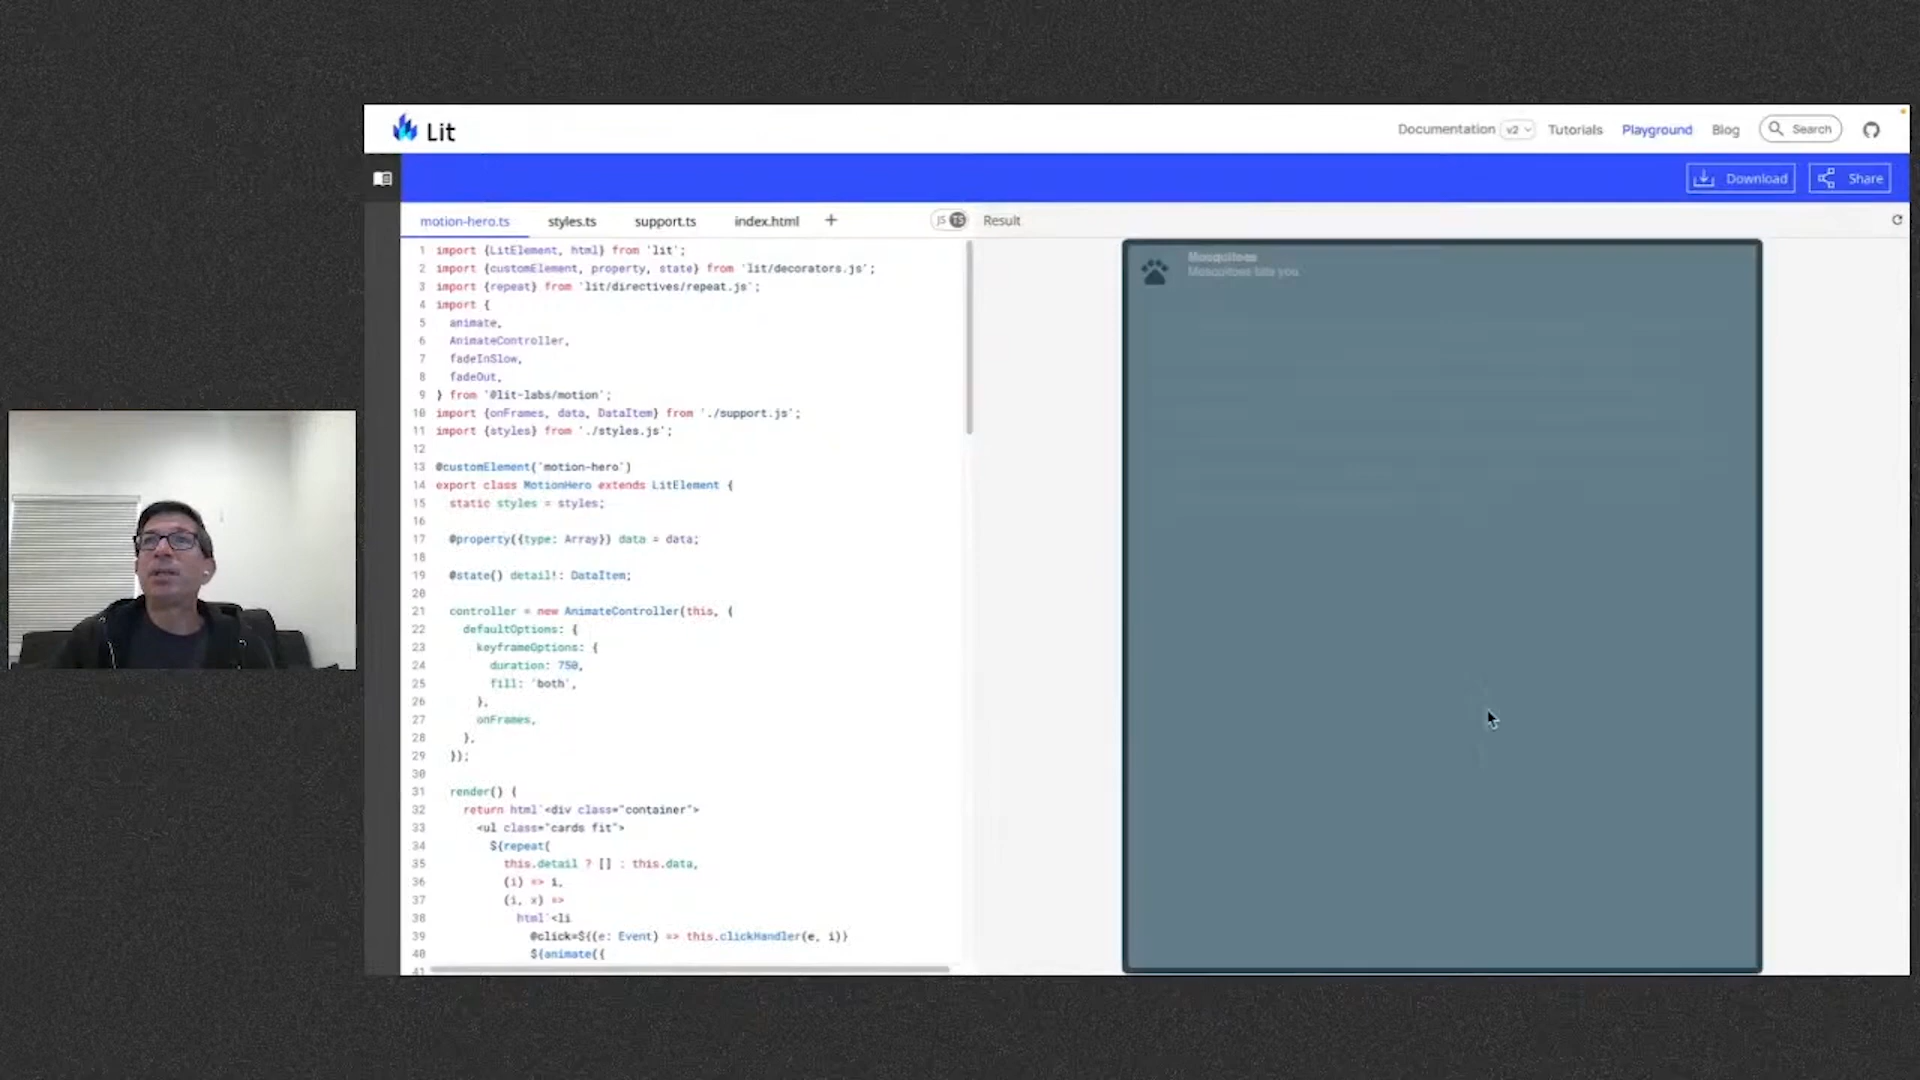 Lit
Documentation v2 Tutorials Playground Blog Search
Download Share
motion-hero.ts styles.ts support.ts index.html + JS TS Result
1 import {LitElement, html} from 'lit';
2 import {customElement, property, state} from 'lit/decorators.js';
3 import {repeat} from 'lit/directives/repeat.js';
4 import {
5 animate,
6 AnimateController,
7 fadeInSlow,
8 fadeOut,
9 } from '@lit-labs/motion';
10 import {onFrames, data, DataItem} from './support.js';
11 import {styles} from './styles.js';
12
13 @customElement('motion-hero')
14 export class MotionHero extends LitElement {
15 static styles = styles;
16
17 @property({type: Array}) data = data;
18
19 @state() detail!: DataItem;
20
21 controller = new AnimateController(this, {
22 defaultOptions: {
23 keyframeOptions: {
24 duration: 750,
25 fill: 'both',
26 },
27 onFrames,
28 },
29 });
30
31 render() {
32 return html`<div class="container">
33 <ul class="cards fit">
34 ${repeat(
35 this.detail ? [] : this.data,
36 (i) => i,
37 (i, x) =>
38 html`<li
39 @click=${(e: Event) => this.clickHandler(e, i)}
40 ${animate({
41
Mosquitoes
Mosquitoes bite you.